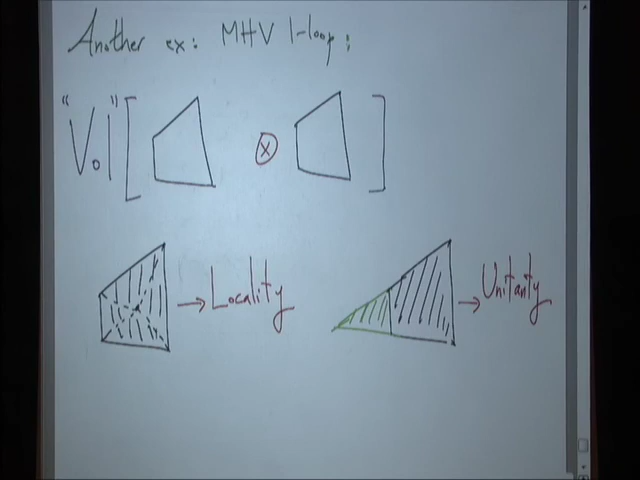 Another ex: MHV 1-loop:
"Vol" [ ⊗ ]
→ Locality
→ Unitarity